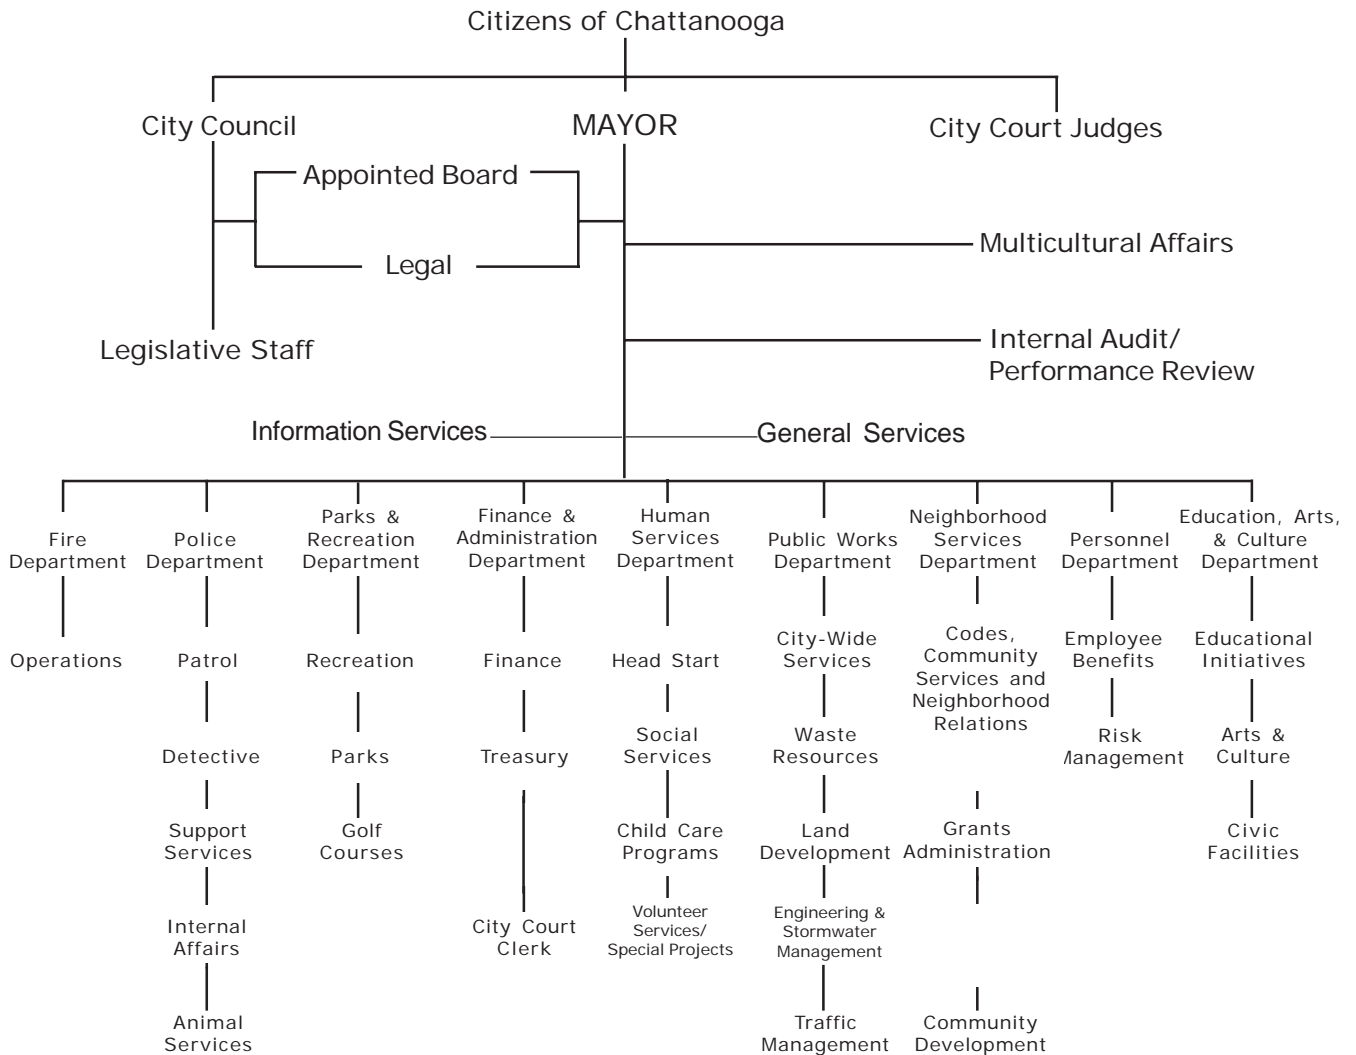 Citizens of Chattanooga
City Council
MAYOR
City Court Judges
Appointed Board
Legal
Multicultural Affairs
Legislative Staff
Internal Audit/
Performance Review
Information Services
General Services
Fire
Department
Police
Department
Parks &
Recreation
Department
Finance &
Administration
Department
Human
Services
Department
Public Works
Department
Neighborhood
Services
Department
Personnel
Department
Education, Arts,
& Culture
Department
Operations
Patrol
Recreation
Finance
Head Start
City-Wide
Services
Codes,
Community
Services and
Neighborhood
Relations
Employee
Benefits
Educational
Initiatives
Detective
Parks
Treasury
Social
Services
Waste
Resources
Risk
Management
Arts &
Culture
Support
Services
Golf
Courses
Child Care
Programs
Land
Development
Grants
Administration
Civic
Facilities
Internal
Affairs
City Court
Clerk
Volunteer
Services/
Special Projects
Engineering &
Stormwater
Management
Animal
Services
Traffic
Management
Community
Development